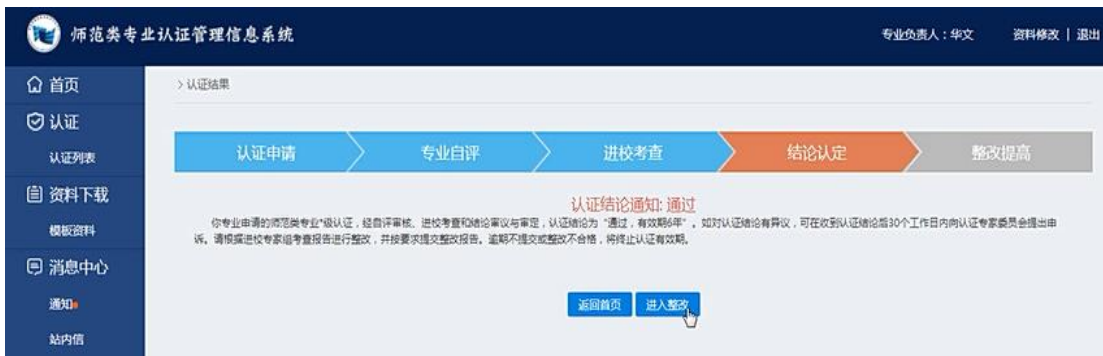 师范类专业认证管理信息系统
专业负责人：华文 资料修改 | 退出
首页
> 认证结果
认证
认证列表
认证申请 专业自评 进校考查 结论认定 整改提高
资料下载
模板资料
认证结论通知: 通过
你专业申请的师范类专业*级认证，经自评审核、进校考查和结论审议与审定，认证结论为“通过，有效期6年”。如对认证结论有异议，可在收到认证结论后30个工作日内向认证专家委员会提出申
诉。请根据进校专家组考查报告进行整改，并按要求提交整改报告。逾期不提交或整改不合格，将终止认证有效期。
消息中心
通知
返回首页 进入整改
站内信